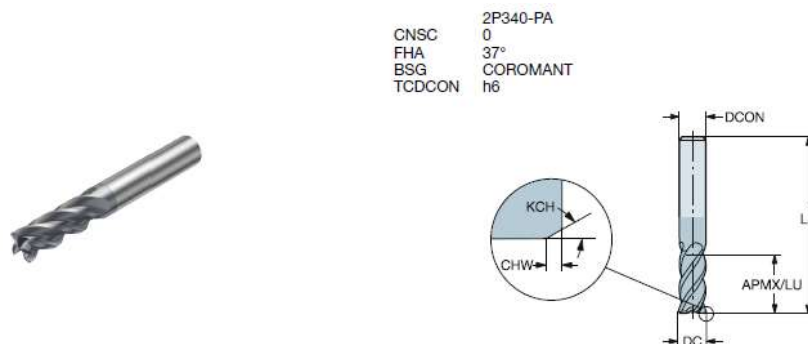 2P340-PA
CNSC 0
FHA 37°
BSG COROMANT
TCDCON h6
DCON
KCH
CHW
APMX/LU
DC